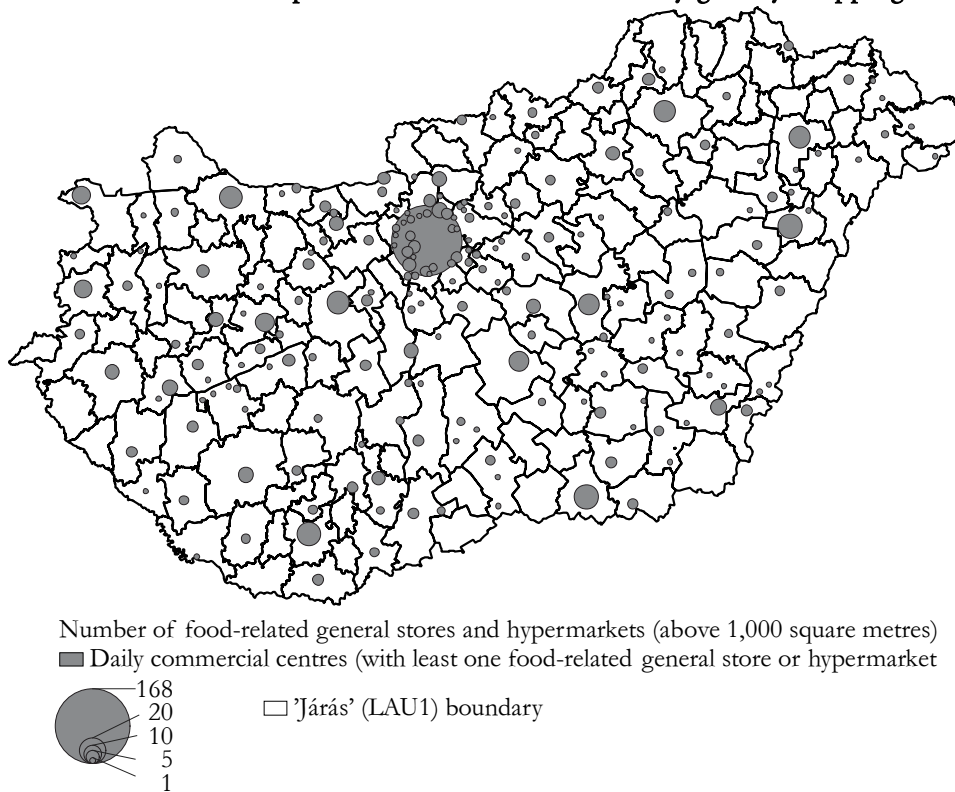 Number of food-related general stores and hypermarkets (above 1,000 square metres)
Daily commercial centres (with least one food-related general store or hypermarket
168
20
10
5
1
'Járás' (LAU1) boundary